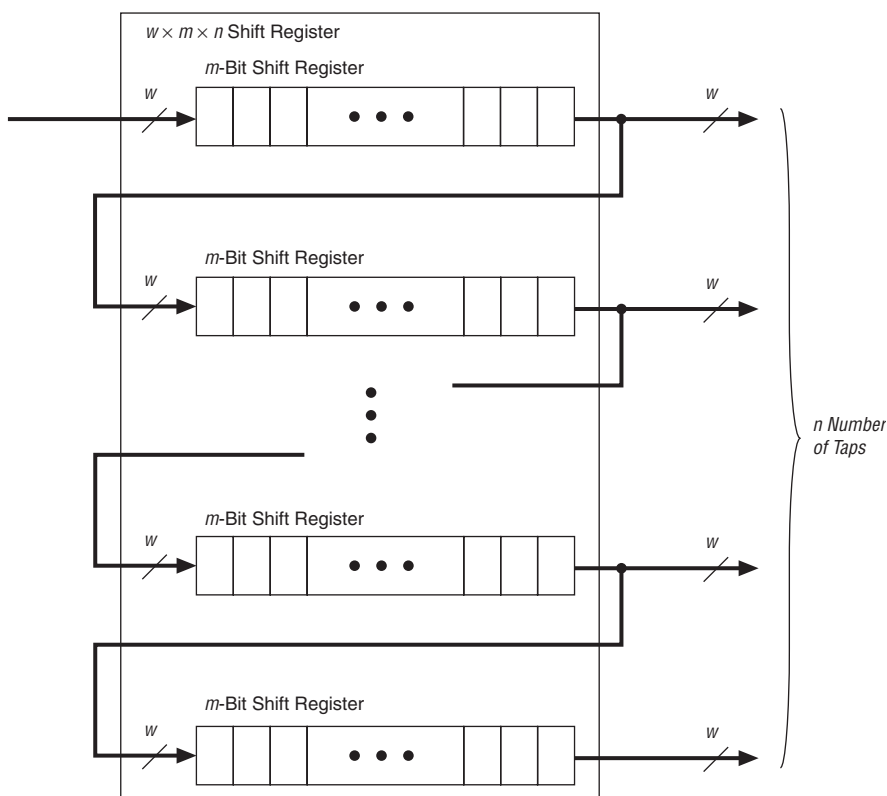 w × m × n Shift Register
m-Bit Shift Register
w
w
m-Bit Shift Register
w
w
n Number
of Taps
m-Bit Shift Register
w
w
m-Bit Shift Register
w
w